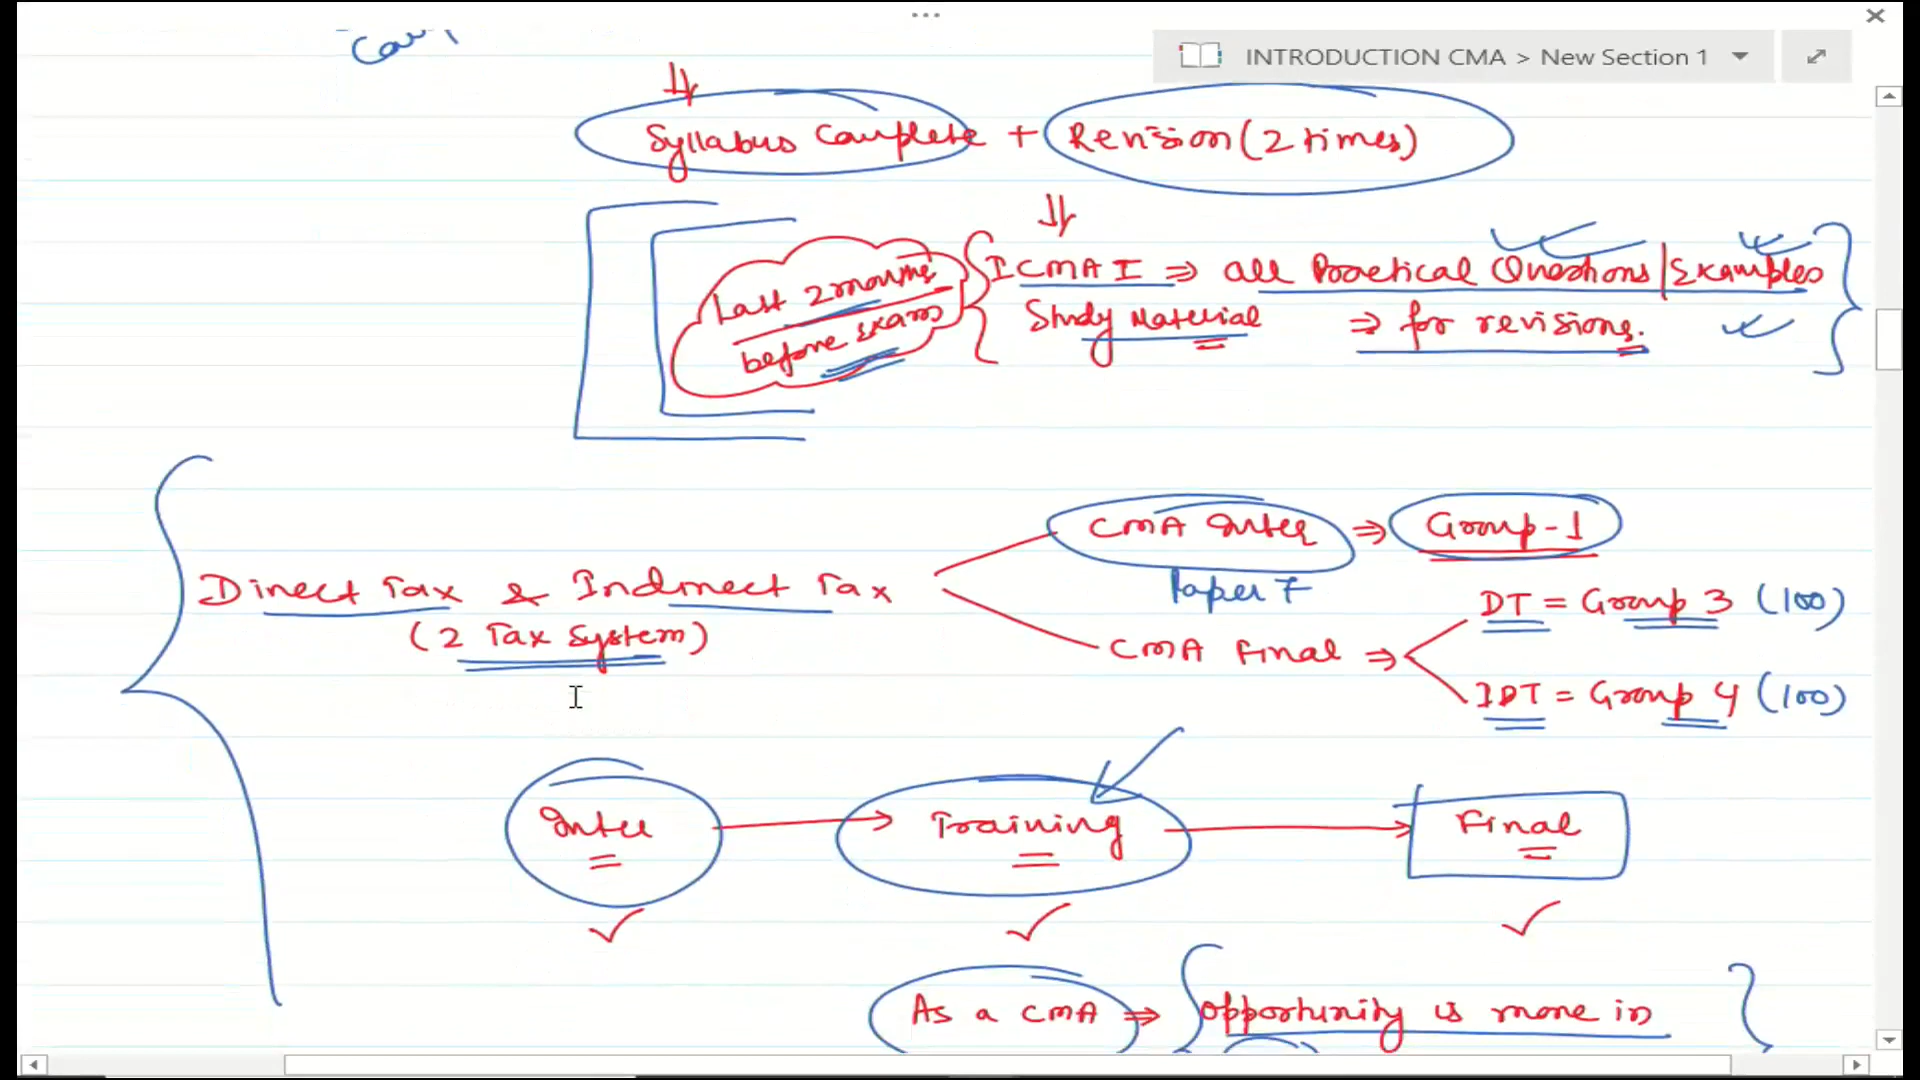 INTRODUCTION CMA > New Section 1
Syllabus Complete + Revision (2 times)
Last 2 months
before exam
ICMAI ⇒ all Practical Questions | Examples
Study Material ⇒ for revisions.
CMA Inter ⇒ Group-1
Paper 7
Direct Tax & Indirect Tax
(2 Tax System)
DT = Group 3 (100)
CMA Final ⇒
IDT = Group 4 (100)
Inter → Training → Final
As a CMA ⇒ opportunity is more in